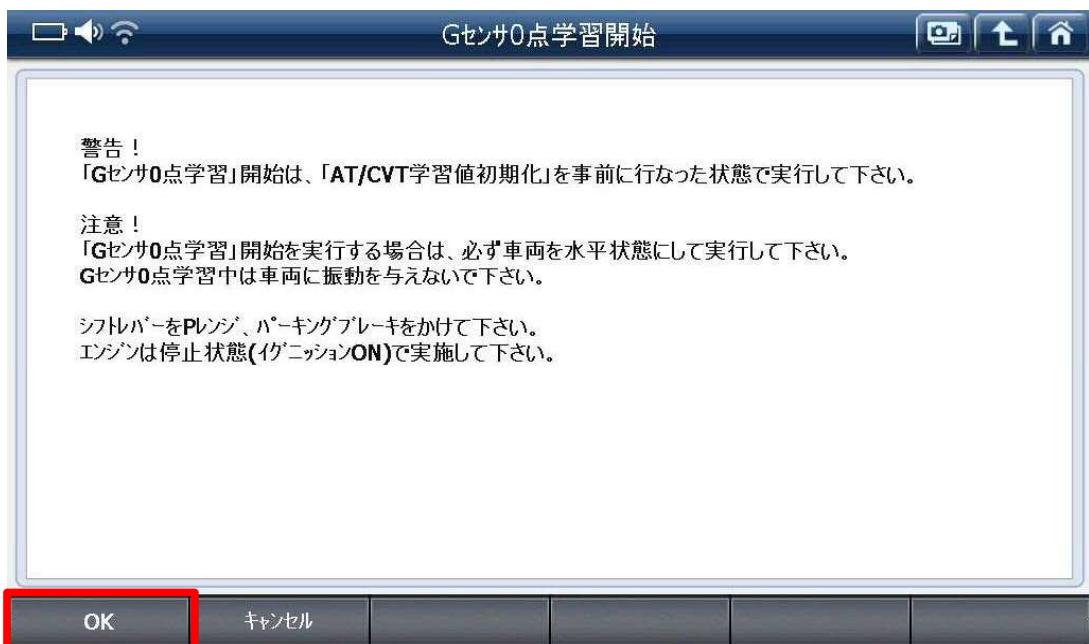 Gセンサ0点学習開始
警告！
「Gセンサ0点学習」開始は、「AT/CVT学習値初期化」を事前に行なった状態で実行して下さい。
注意！
「Gセンサ0点学習」開始を実行する場合は、必ず車両を水平状態にして実行して下さい。
Gセンサ0点学習中は車両に振動を与えないで下さい。
シフトレバーをPレンジ、パーキングブレーキをかけて下さい。
エンジンは停止状態(イグニッションON)で実施して下さい。
OK
キャンセル